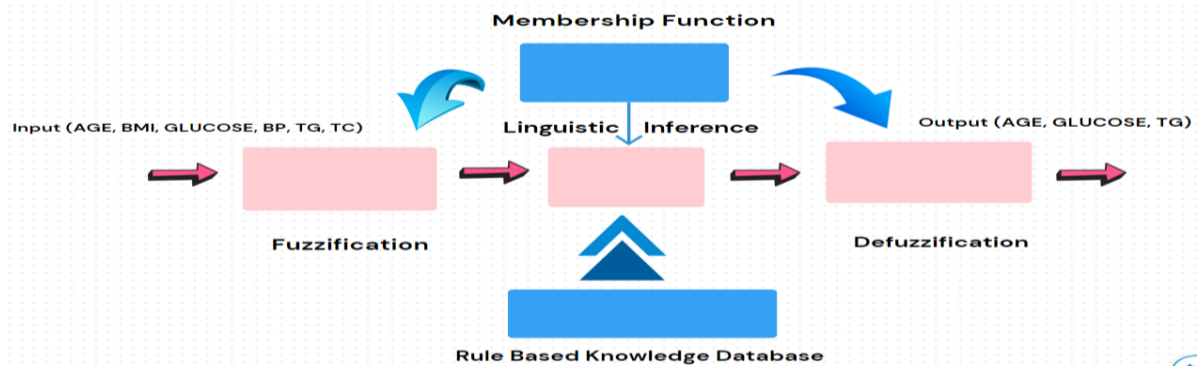 Membership Function
Input (AGE, BMI, GLUCOSE, BP, TG, TC)
Linguistic Inference
Output (AGE, GLUCOSE, TG)
Fuzzification
Defuzzification
Rule Based Knowledge Database